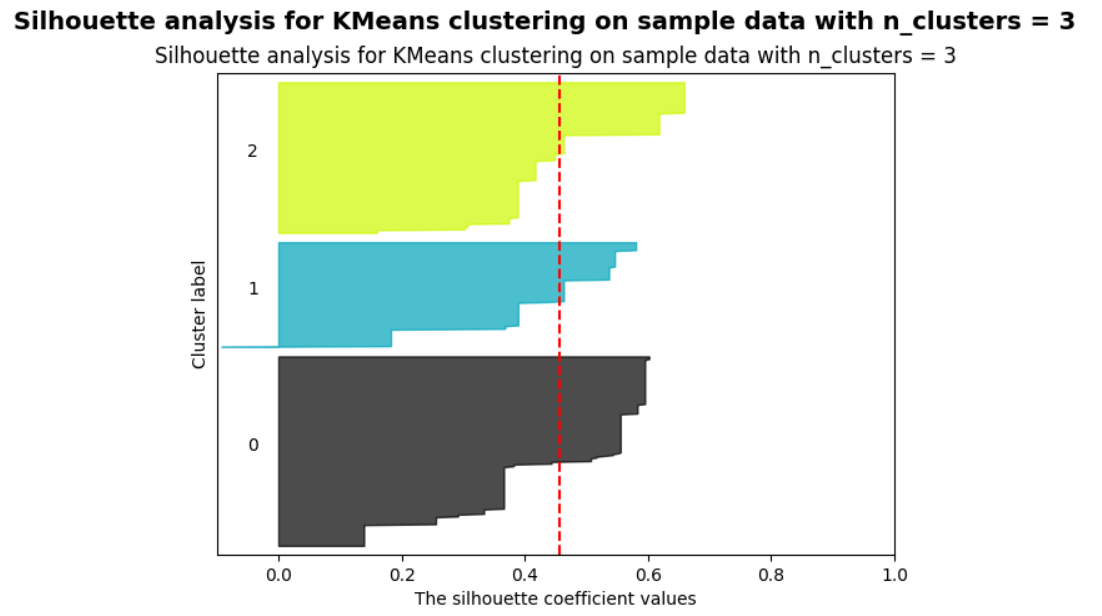 Silhouette analysis for KMeans clustering on sample data with n_clusters = 3
Silhouette analysis for KMeans clustering on sample data with n_clusters = 3
2
1
0
Cluster label
0.0 0.2 0.4 0.6 0.8 1.0
The silhouette coefficient values